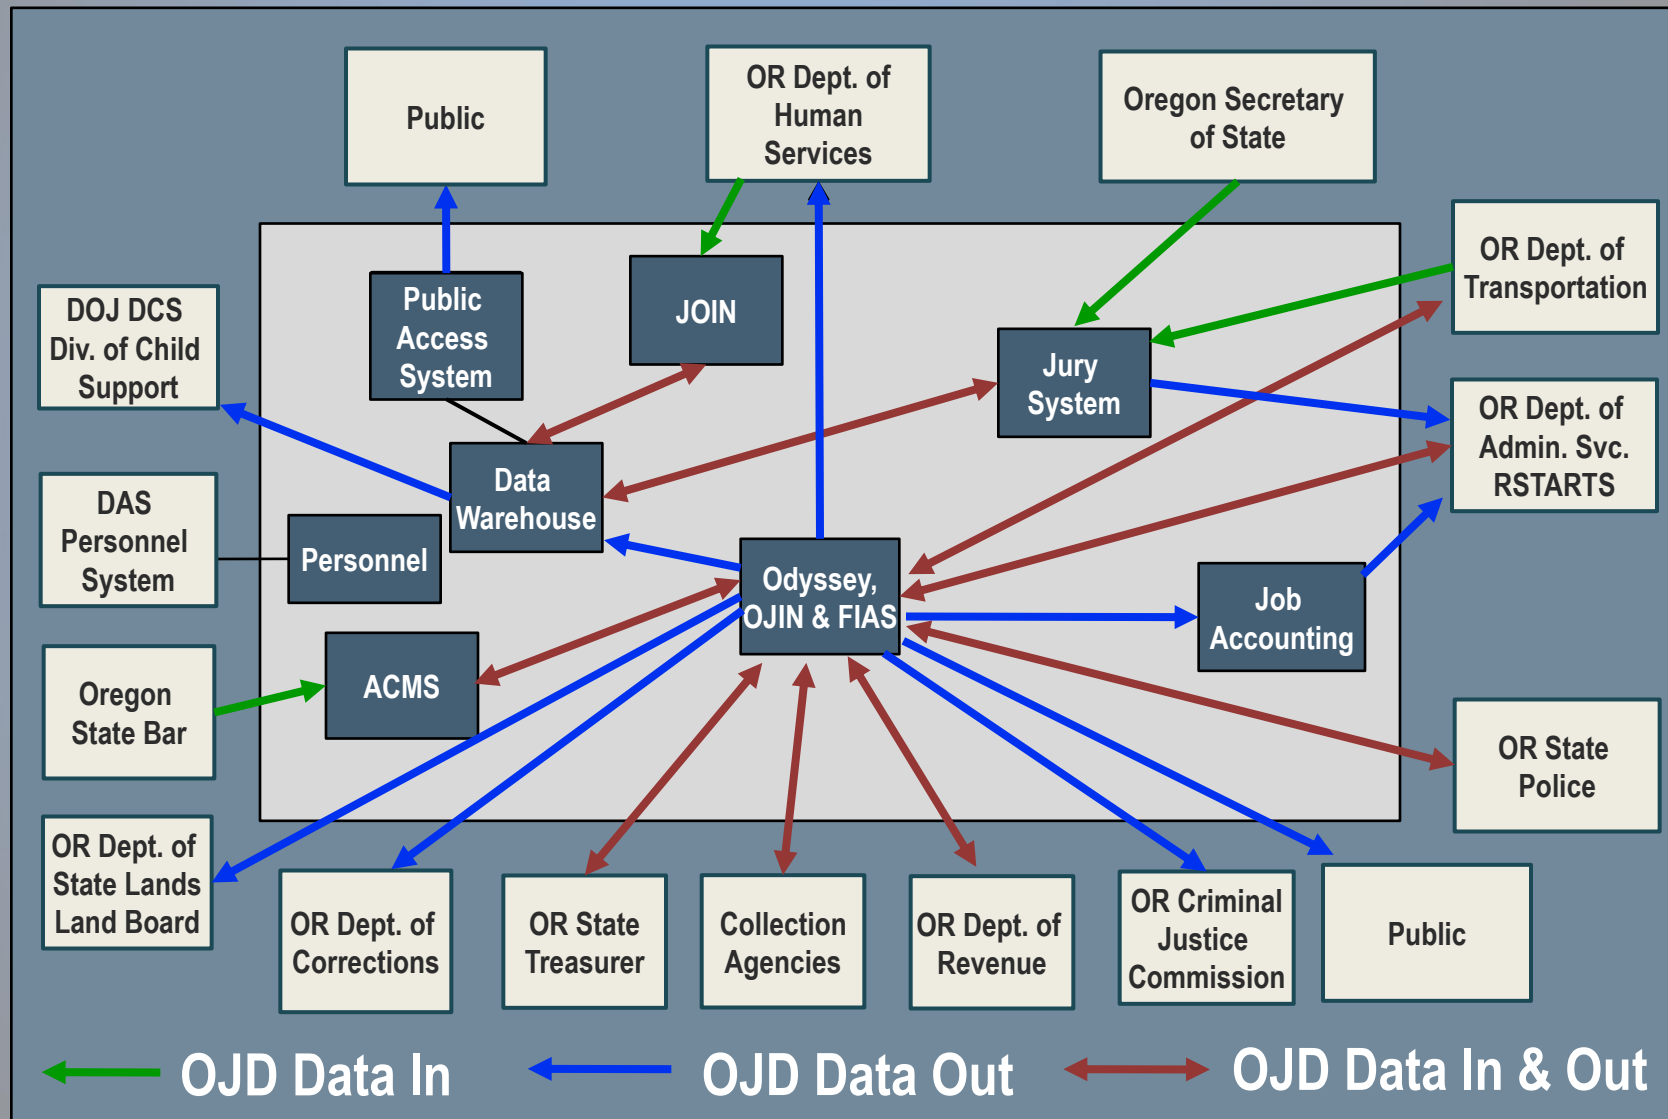 Public
OR Dept. of
Human
Services
Oregon Secretary
of State
OR Dept. of
Transportation
DOJ DCS
Div. of Child
Support
Public
Access
System
JOIN
Jury
System
OR Dept. of
Admin. Svc.
RSTARTS
DAS
Personnel
System
Personnel
Data
Warehouse
Odyssey,
OJIN & FIAS
Job
Accounting
Oregon
State Bar
ACMS
OR State
Police
OR Dept. of
State Lands
Land Board
OR Dept. of
Corrections
OR State
Treasurer
Collection
Agencies
OR Dept. of
Revenue
OR Criminal
Justice
Commission
Public
OJD Data In
OJD Data Out
OJD Data In & Out